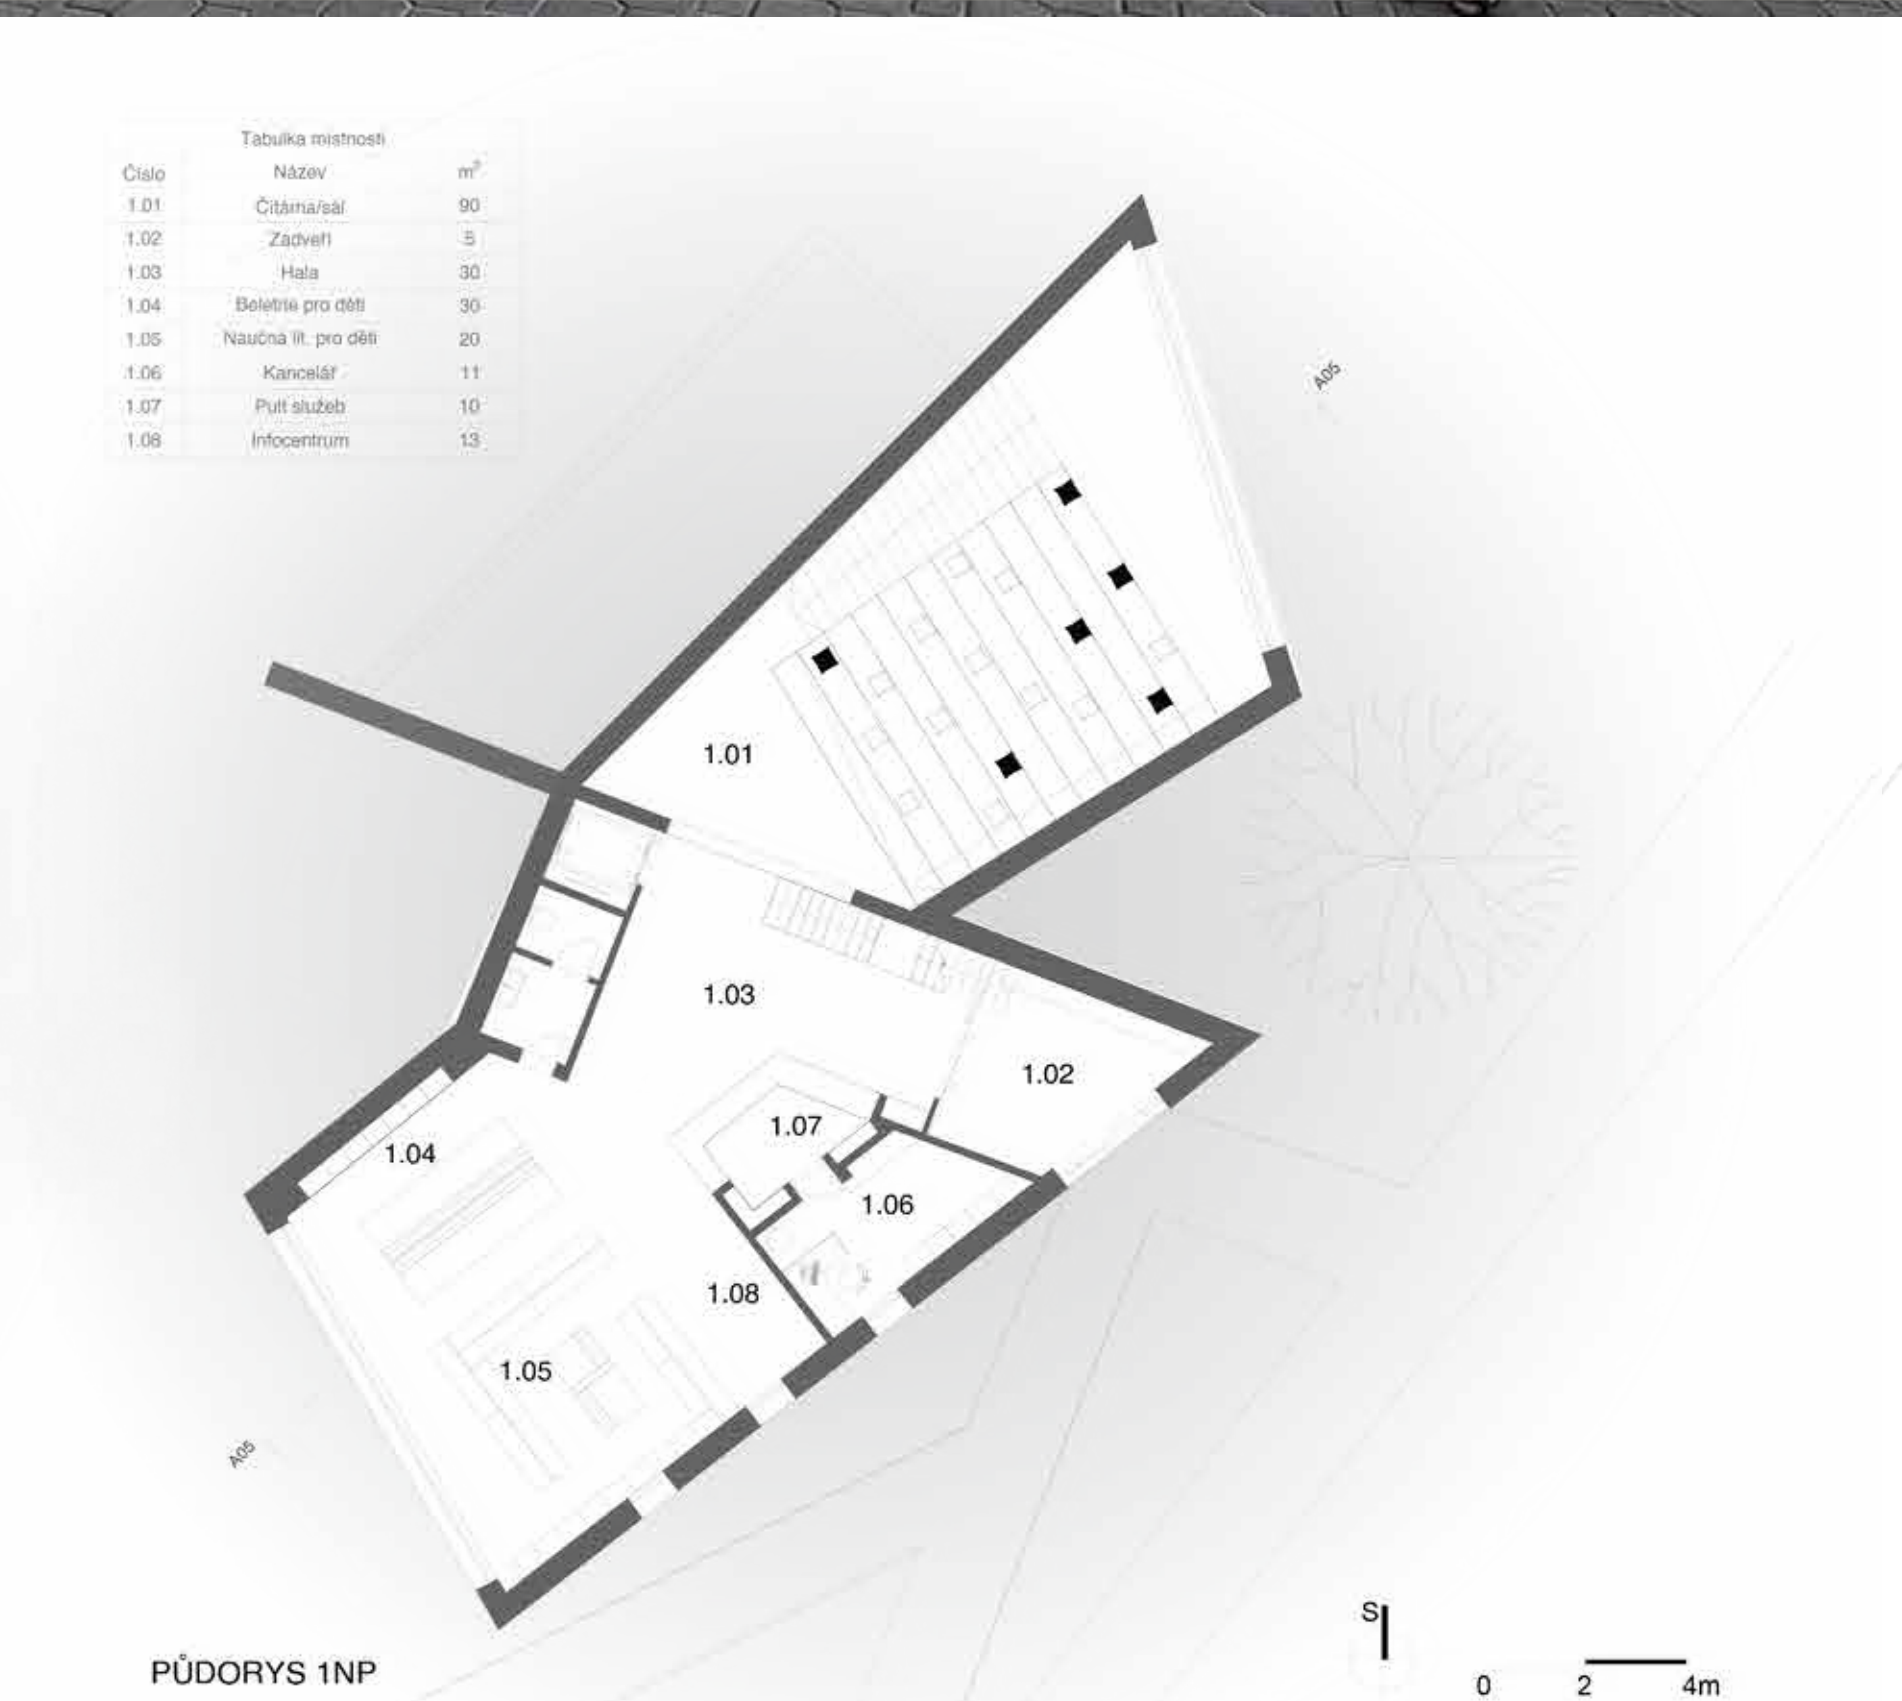 Tabulka místností
Číslo Název m²
1.01 Čítárna/sál 90
1.02 Zádveří 5
1.03 Hala 30
1.04 Beletrie pro děti 30
1.05 Naučná lit. pro děti 20
1.06 Kancelář 11
1.07 Pult služeb 10
1.08 Infocentrum 13
A05
1.01
1.03
1.02
1.07
1.04
1.06
1.08
1.05
A05
S
PŮDORYS 1NP
0 2 4m